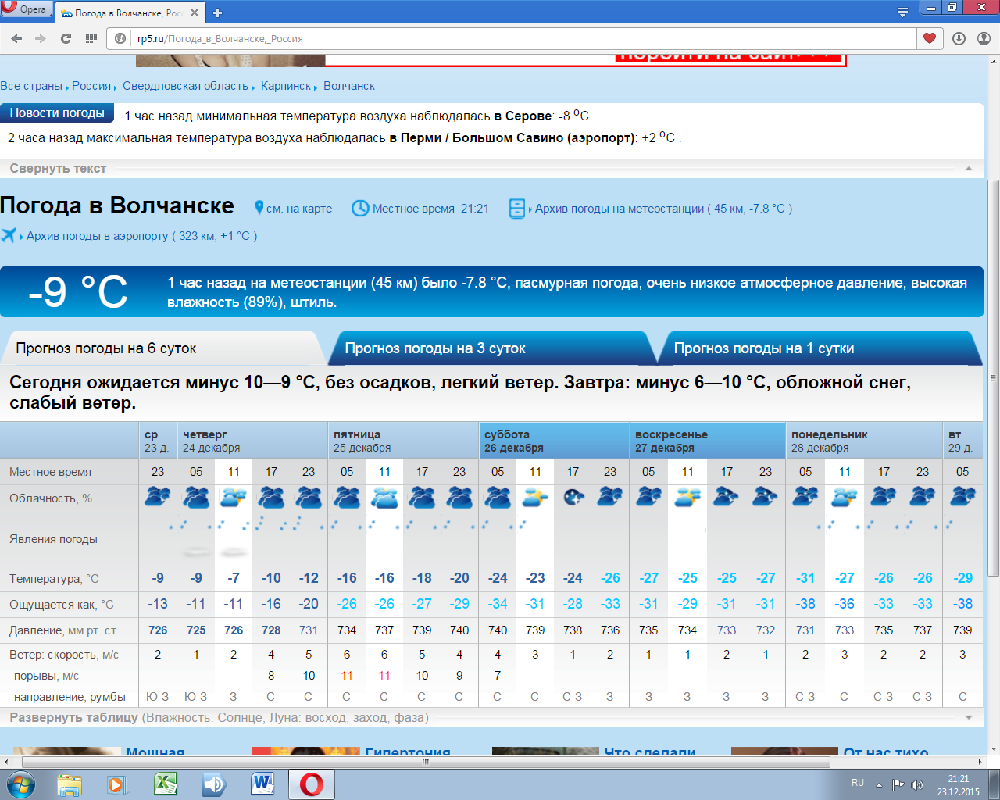 Opera
Погода в Волчанске, Росс
rp5.ru/Погода_в_Волчанске,_Россия
перейти на сайт>>>
Все страны Россия Свердловская область Карпинск Волчанск
Новости погоды 1 час назад минимальная температура воздуха наблюдалась в Серове: -8 °C .
2 часа назад максимальная температура воздуха наблюдалась в Перми / Большом Савино (аэропорт): +2 °C .
Свернуть текст
Погода в Волчанске см. на карте Местное время 21:21 Архив погоды на метеостанции ( 45 км, -7.8 °C )
Архив погоды в аэропорту ( 323 км, +1 °C )
-9 °C 1 час назад на метеостанции (45 км) было -7.8 °C, пасмурная погода, очень низкое атмосферное давление, высокая
влажность (89%), штиль.
Прогноз погоды на 6 суток Прогноз погоды на 3 суток Прогноз погоды на 1 сутки
Сегодня ожидается минус 10—9 °C, без осадков, легкий ветер. Завтра: минус 6—10 °C, обложной снег,
слабый ветер.
ср четверг пятница суббота воскресенье понедельник вт
23 д. 24 декабря 25 декабря 26 декабря 27 декабря 28 декабря 29 д.
Местное время 23 05 11 17 23 05 11 17 23 05 11 17 23 05 11 17 23 05 11 17 23 05
Облачность, %
Явления погоды
Температура, °C -9 -9 -7 -10 -12 -16 -16 -18 -20 -24 -23 -24 -26 -27 -25 -25 -27 -31 -27 -26 -26 -29
Ощущается как, °C -13 -11 -11 -16 -20 -26 -26 -27 -29 -34 -31 -28 -33 -31 -29 -31 -31 -38 -36 -33 -33 -38
Давление, мм рт. ст. 726 725 726 728 731 734 737 739 740 740 739 738 736 735 734 733 732 731 733 735 737 739
Ветер: скорость, м/с 2 1 2 4 5 6 6 5 4 4 3 1 2 1 1 2 1 2 3 2 2 3
порывы, м/с 8 10 11 11 10 9 7
направление, румбы Ю-З Ю-З З С С С С С С С С С-З З З З З З С-З С С-З С-З С
Развернуть таблицу (Влажность. Солнце, Луна: восход, заход, фаза)
Мощная Гипертония Что сделали От нас тихо
RU 21:21
23.12.2015